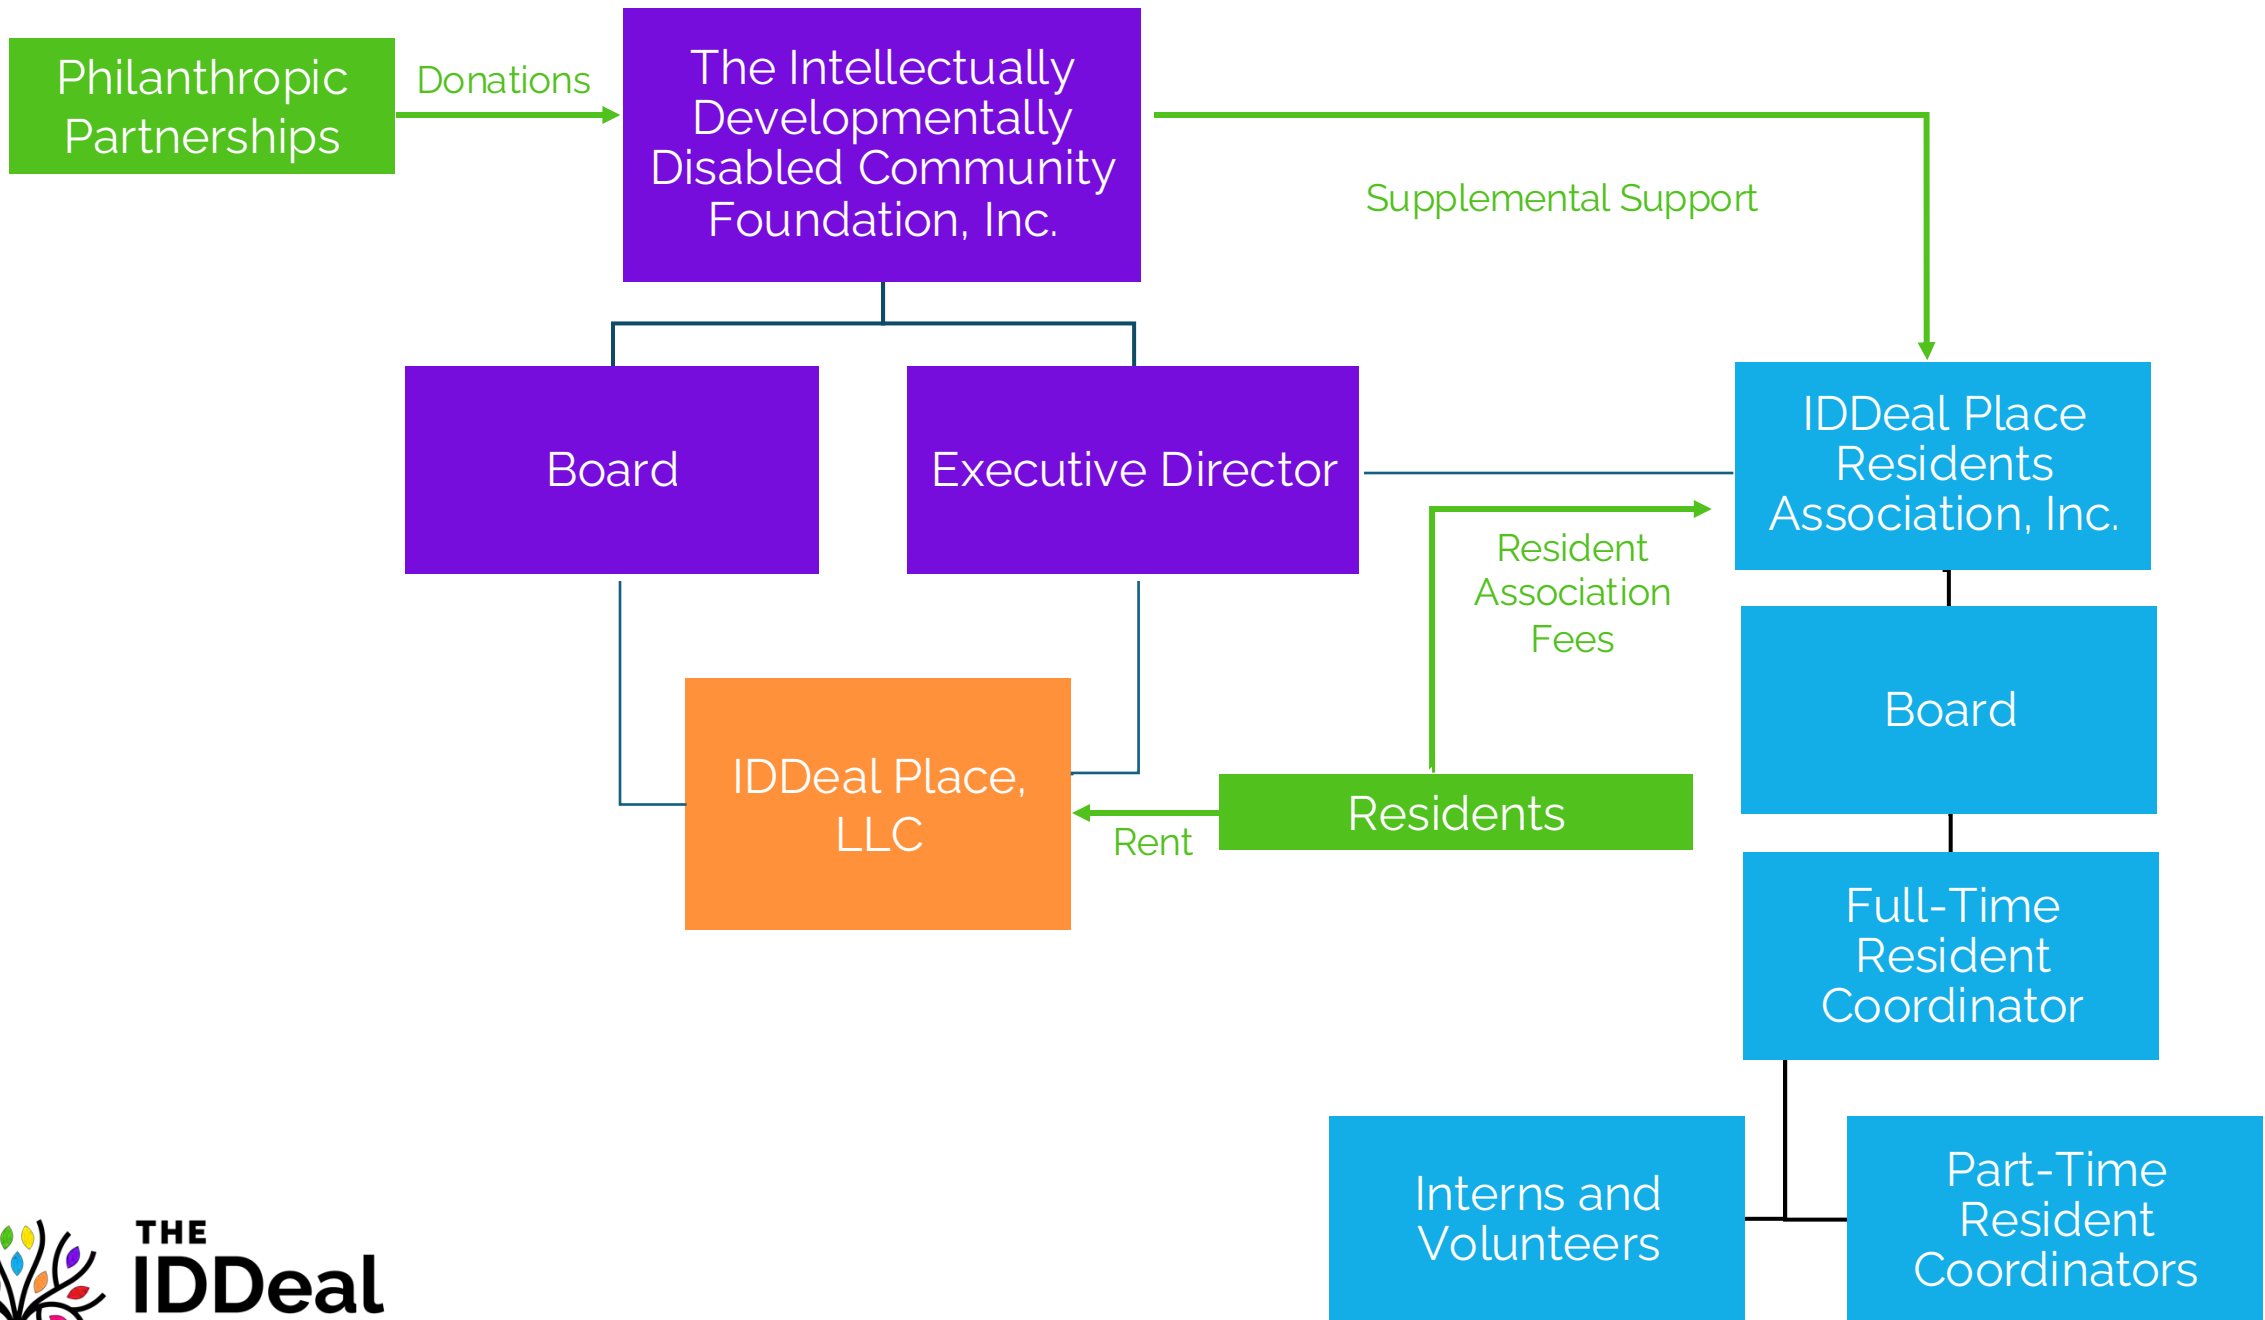 Philanthropic
Partnerships
Donations
The Intellectually
Developmentally
Disabled Community
Foundation, Inc.
Supplemental Support
Board
Executive Director
IDDeal Place
Residents
Association, Inc.
Resident
Association
Fees
Board
IDDeal Place,
LLC
Rent
Residents
Full-Time
Resident
Coordinator
Interns and
Volunteers
Part-Time
Resident
Coordinators
THE
IDDeal